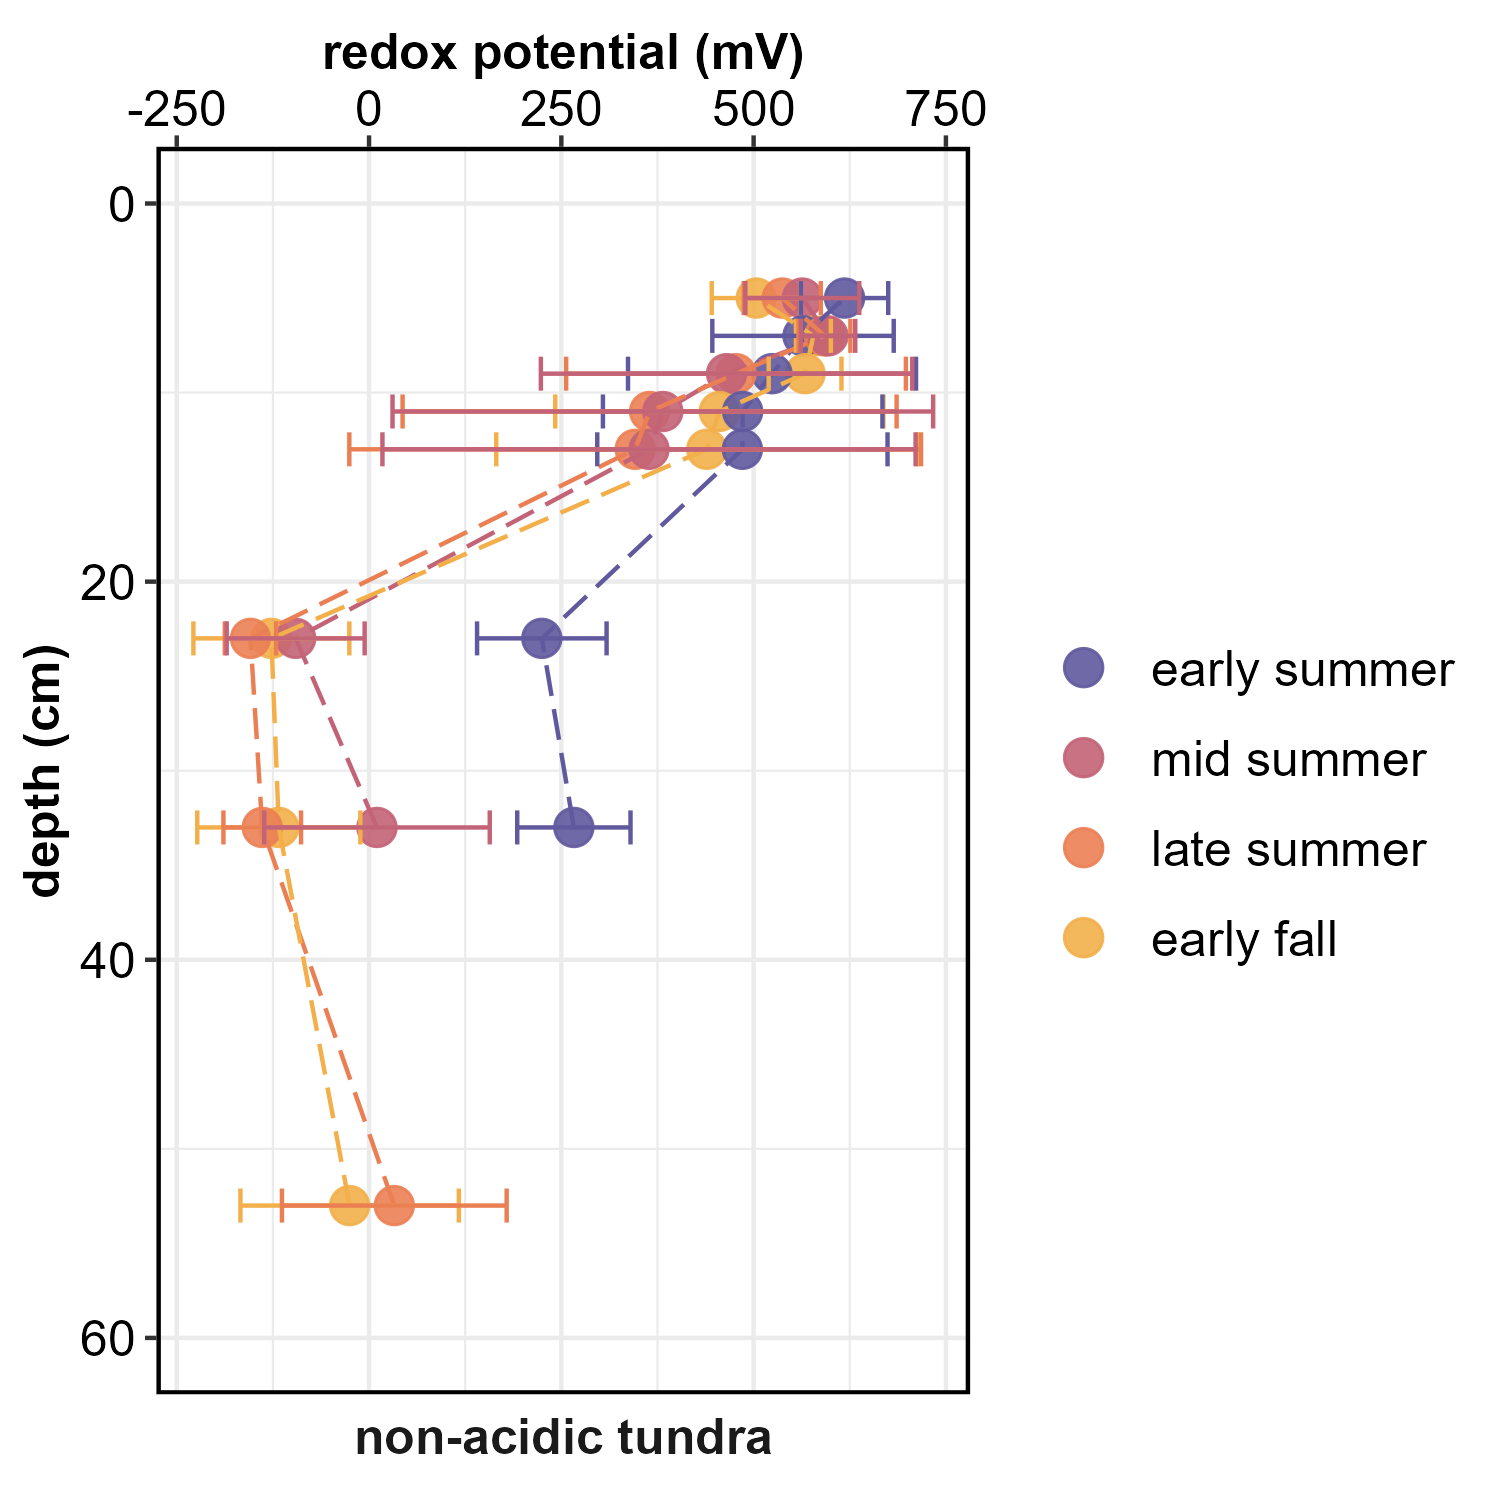 redox potential (mV)
-250 0 250 500 750
0
20
40
60
depth (cm)
early summer
mid summer
late summer
early fall
non-acidic tundra